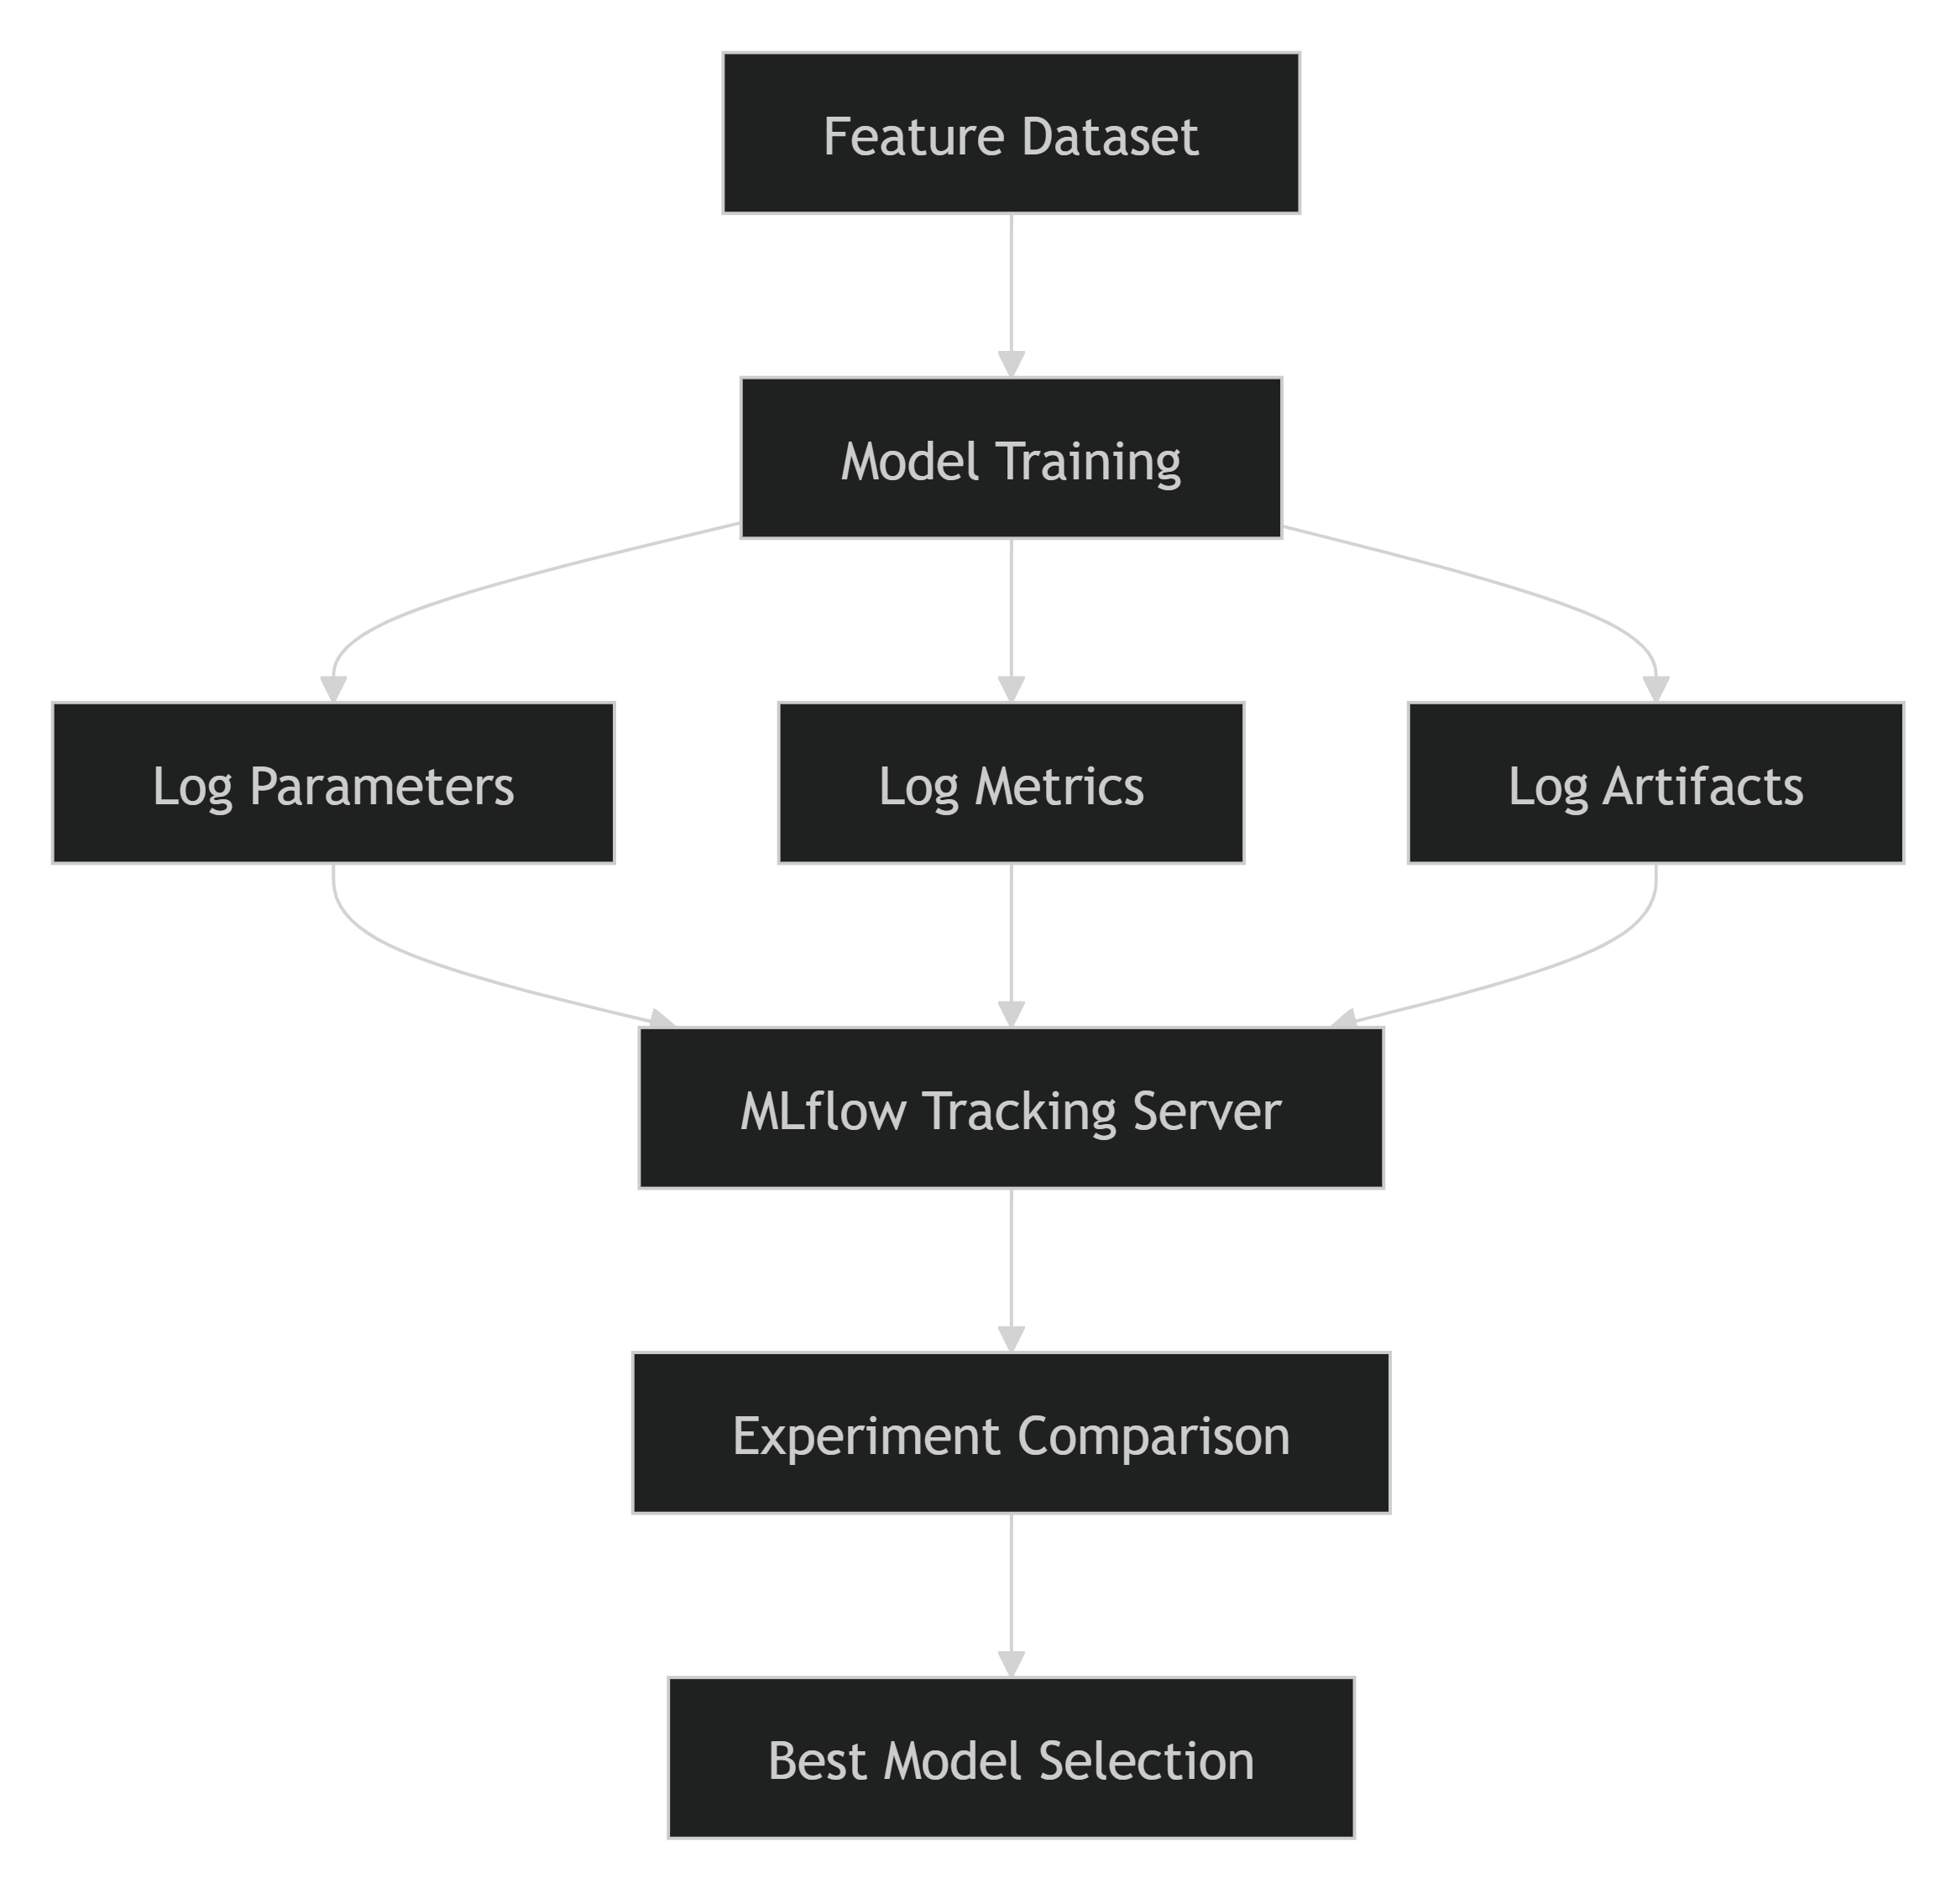 Feature Dataset
Model Training
Log Parameters
Log Metrics
Log Artifacts
MLflow Tracking Server
Experiment Comparison
Best Model Selection